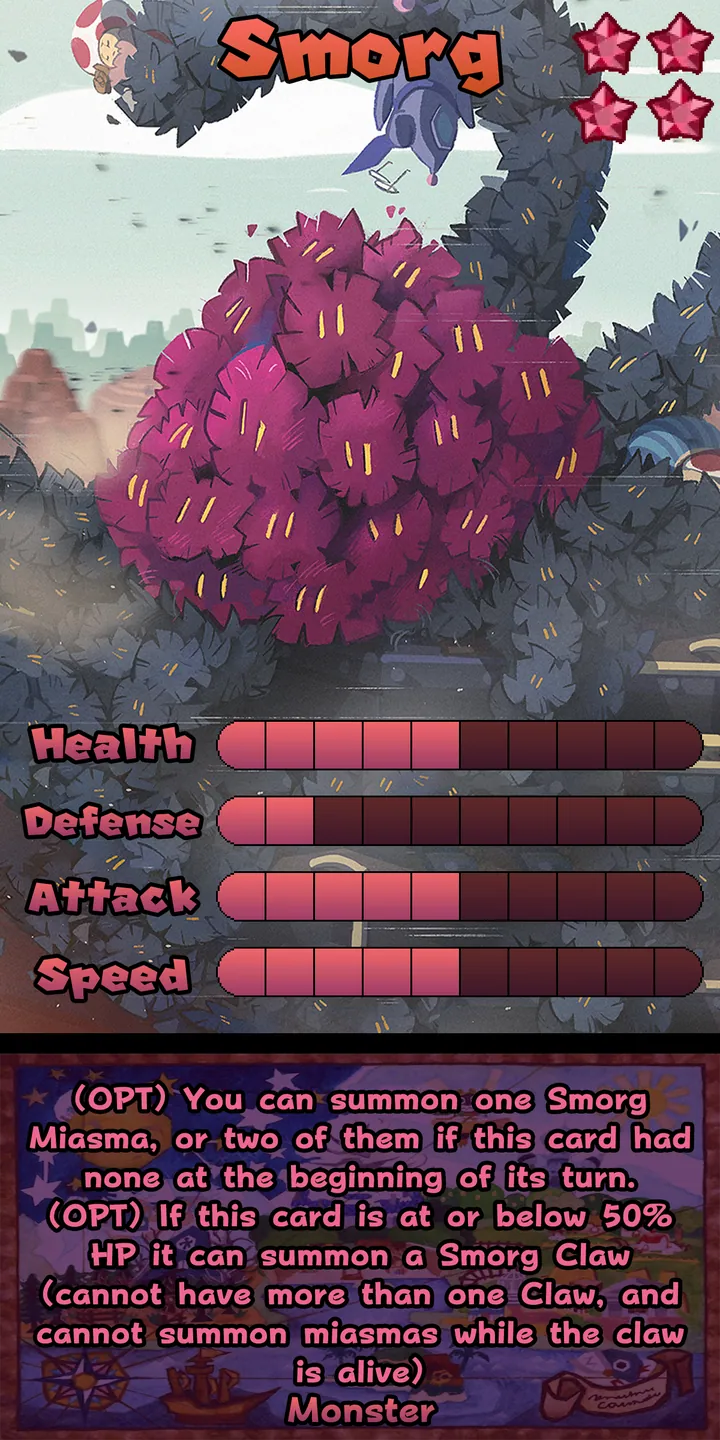 Smorg
Health
Defense
Attack
Speed
(OPT) You can summon one Smorg
Miasma, or two of them if this card had
none at the beginning of its turn.
(OPT) If this card is at or below 50%
HP it can summon a Smorg Claw
(cannot have more than one Claw, and
cannot summon miasmas while the claw
is alive)
Monster